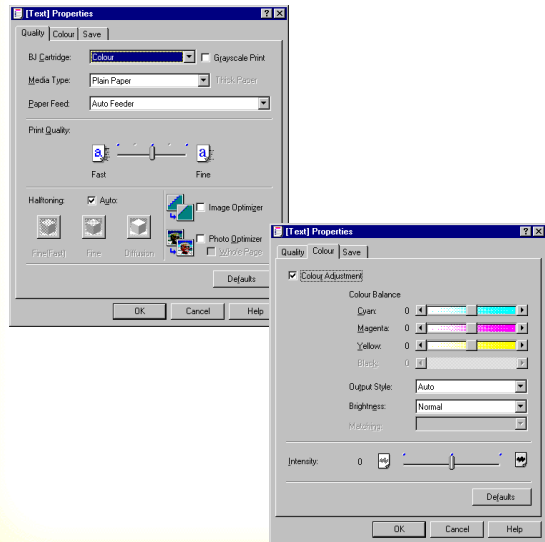 [Text] Properties
Quality Colour Save
BJ Cartridge: Colour Grayscale Print
Media Type: Plain Paper Thick Paper
Paper Feed: Auto Feeder
Print Quality:
a a
Fast Fine
Halftoning: Auto: Image Optimizer
Photo Optimizer
Fine(Fast) Fine Diffusion Whole Page
Defaults
OK Cancel Help
[Text] Properties
Quality Colour Save
Colour Adjustment
Colour Balance
Cyan: 0
Magenta: 0
Yellow: 0
Black: 0
Output Style: Auto
Brightness: Normal
Matching:
Intensity: 0
Defaults
OK Cancel Help